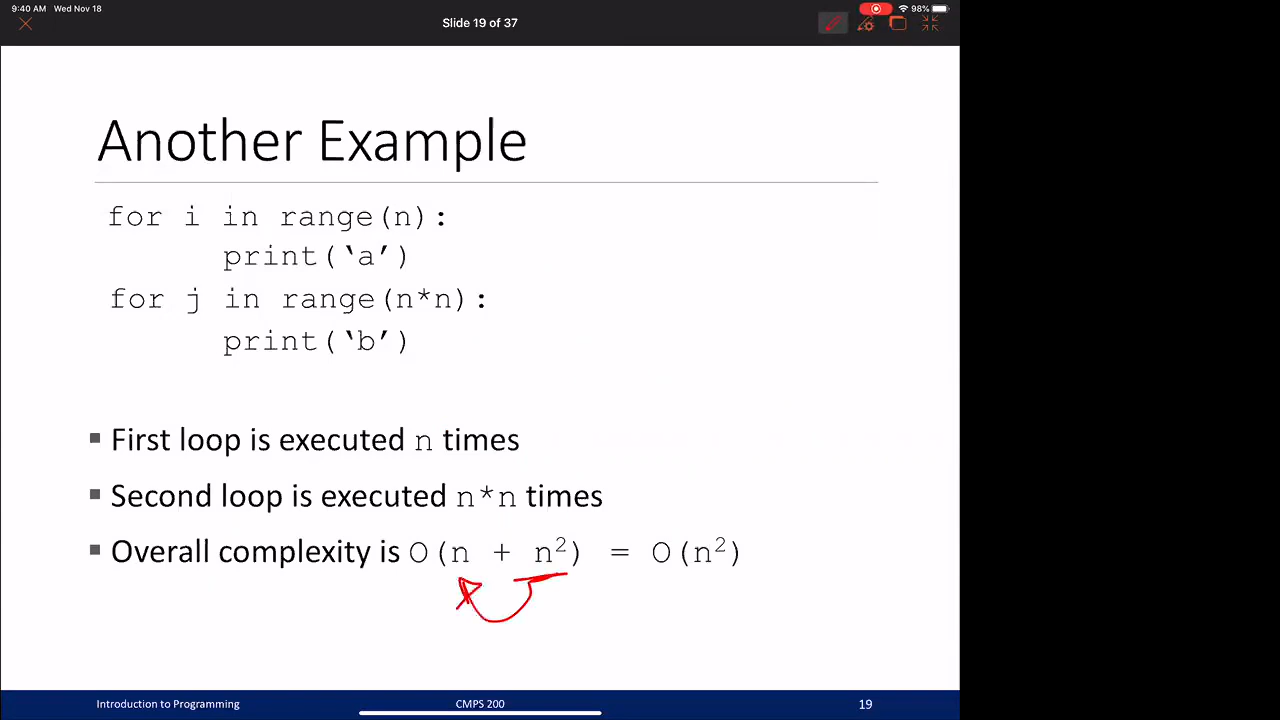 9:40 AM Wed Nov 18
98%
Slide 19 of 37
Another Example
for i in range(n):
print(‘a’)
for j in range(n*n):
print(‘b’)
▪ First loop is executed n times
▪ Second loop is executed n*n times
▪ Overall complexity is O(n + n²) = O(n²)
Introduction to Programming
CMPS 200
19